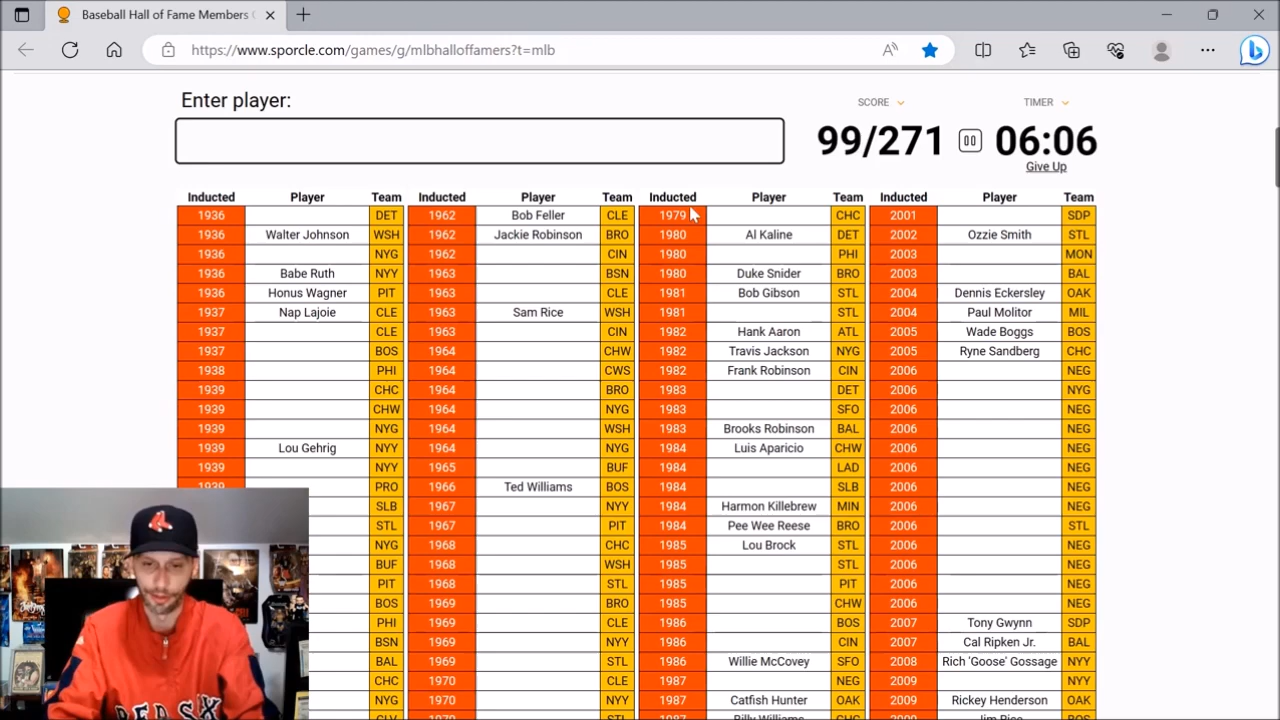 Baseball Hall of Fame Members
https://www.sporcle.com/games/g/mlbhalloffamers?t=mlb
Enter player:
SCORE
TIMER
99/271
06:06
Give Up
Inducted Player Team Inducted Player Team Inducted Player Team Inducted Player Team
1936 DET 1962 Bob Feller CLE 1979 CHC 2001 SDP
1936 Walter Johnson WSH 1962 Jackie Robinson BRO 1980 Al Kaline DET 2002 Ozzie Smith STL
1936 NYG 1962 CIN 1980 PHI 2003 MON
1936 Babe Ruth NYY 1963 BSN 1980 Duke Snider BRO 2003 BAL
1936 Honus Wagner PIT 1963 CLE 1981 Bob Gibson STL 2004 Dennis Eckersley OAK
1937 Nap Lajoie CLE 1963 Sam Rice WSH 1981 STL 2004 Paul Molitor MIL
1937 CLE 1963 CIN 1982 Hank Aaron ATL 2005 Wade Boggs BOS
1937 BOS 1964 CHW 1982 Travis Jackson NYG 2005 Ryne Sandberg CHC
1938 PHI 1964 CWS 1982 Frank Robinson CIN 2006 NEG
1939 CHC 1964 BRO 1983 DET 2006 NYG
1939 CHW 1964 NYG 1983 SFO 2006 NEG
1939 NYG 1964 WSH 1983 Brooks Robinson BAL 2006 NEG
1939 Lou Gehrig NYY 1964 NYG 1984 Luis Aparicio CHW 2006 NEG
1939 NYY 1965 BUF 1984 LAD 2006 NEG
1939 PRO 1966 Ted Williams BOS 1984 SLB 2006 NEG
SLB 1967 NYY 1984 Harmon Killebrew MIN 2006 NEG
STL 1967 PIT 1984 Pee Wee Reese BRO 2006 STL
NYG 1968 CHC 1985 Lou Brock STL 2006 NEG
BUF 1968 WSH 1985 STL 2006 NEG
PIT 1968 STL 1985 PIT 2006 NEG
BOS 1969 BRO 1985 CHW 2006 NEG
PHI 1969 CLE 1986 BOS 2007 Tony Gwynn SDP
BSN 1969 NYY 1986 CIN 2007 Cal Ripken Jr. BAL
BAL 1969 STL 1986 Willie McCovey SFO 2008 Rich 'Goose' Gossage NYY
CHC 1970 CLE 1987 NEG 2009 NYY
NYG 1970 NYY 1987 Catfish Hunter OAK 2009 Rickey Henderson OAK
CLV 1970 STL 1987 Billy Williams CHC 2009 Jim Rice BOS
RED SOX